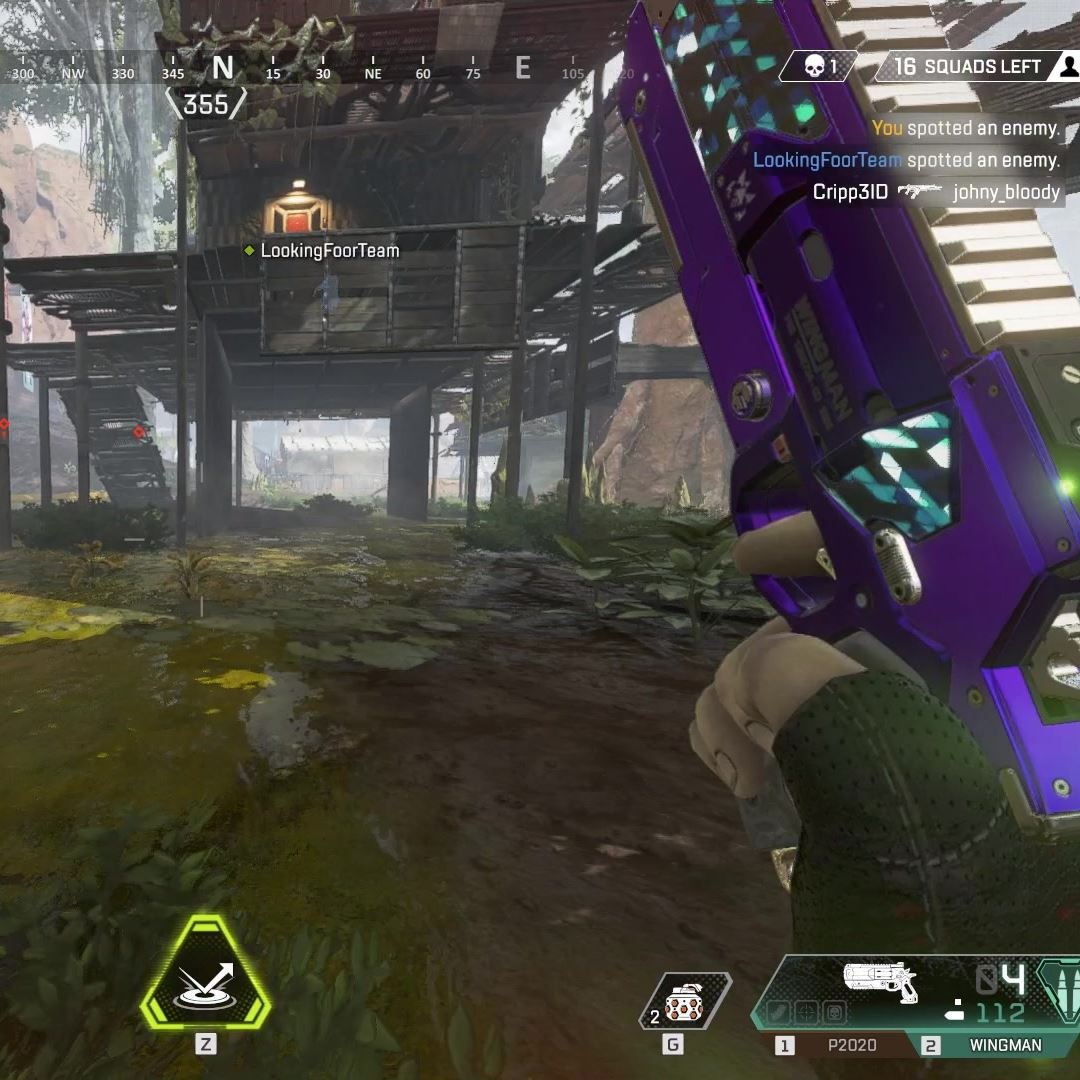 300 NW 330 345 N 15 30 NE 60 75 E 105 120
355
1
16 SQUADS LEFT
You spotted an enemy.
LookingFoorTeam spotted an enemy.
Cripp3ID johny_bloody
LookingFoorTeam
WINGMAN
2
04
112
Z
G
1 P2020
2 WINGMAN